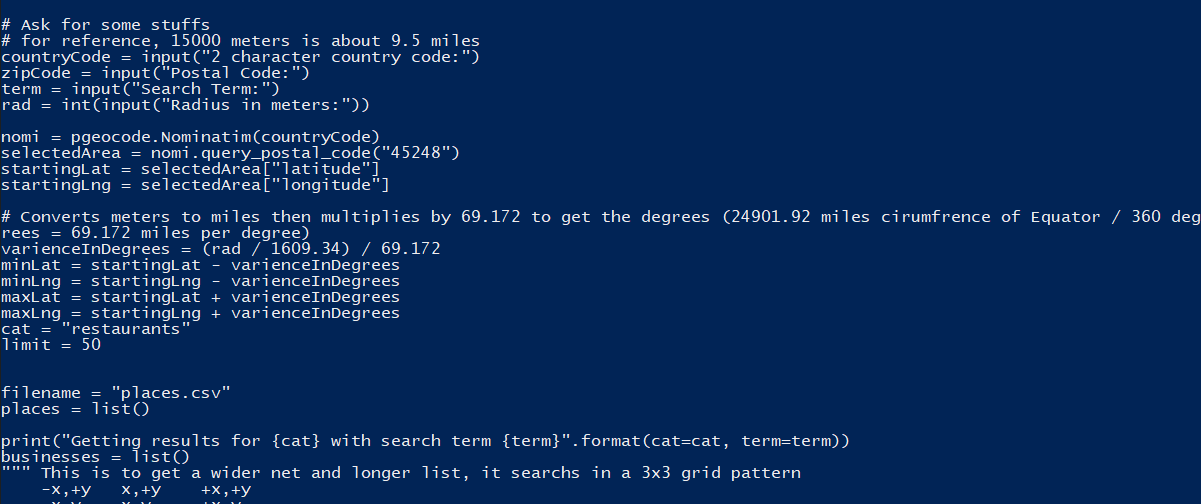 # Ask for some stuffs
# for reference, 15000 meters is about 9.5 miles
countryCode = input("2 character country code:")
zipCode = input("Postal Code:")
term = input("Search Term:")
rad = int(input("Radius in meters:"))
nomi = pgeocode.Nominatim(countryCode)
selectedArea = nomi.query_postal_code("45248")
startingLat = selectedArea["latitude"]
startingLng = selectedArea["longitude"]
# Converts meters to miles then multiplies by 69.172 to get the degrees (24901.92 miles cirumfrence of Equator / 360 deg
rees = 69.172 miles per degree)
varienceInDegrees = (rad / 1609.34) / 69.172
minLat = startingLat - varienceInDegrees
minLng = startingLng - varienceInDegrees
maxLat = startingLat + varienceInDegrees
maxLng = startingLng + varienceInDegrees
cat = "restaurants"
limit = 50
filename = "places.csv"
places = list()
print("Getting results for {cat} with search term {term}".format(cat=cat, term=term))
businesses = list()
""" This is to get a wider net and longer list, it searchs in a 3x3 grid pattern
    -x,+y   x,+y    +x,+y